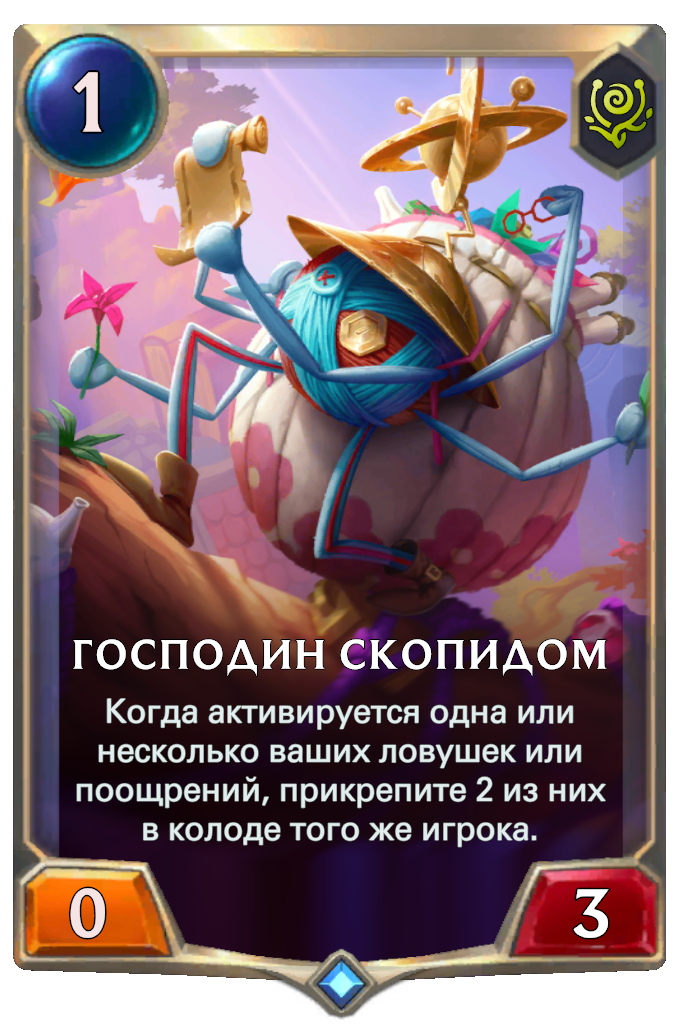 1
ГОСПОДИН СКОПИДОМ
Когда активируется одна или
несколько ваших ловушек или
поощрений, прикрепите 2 из них
в колоде того же игрока.
0
3